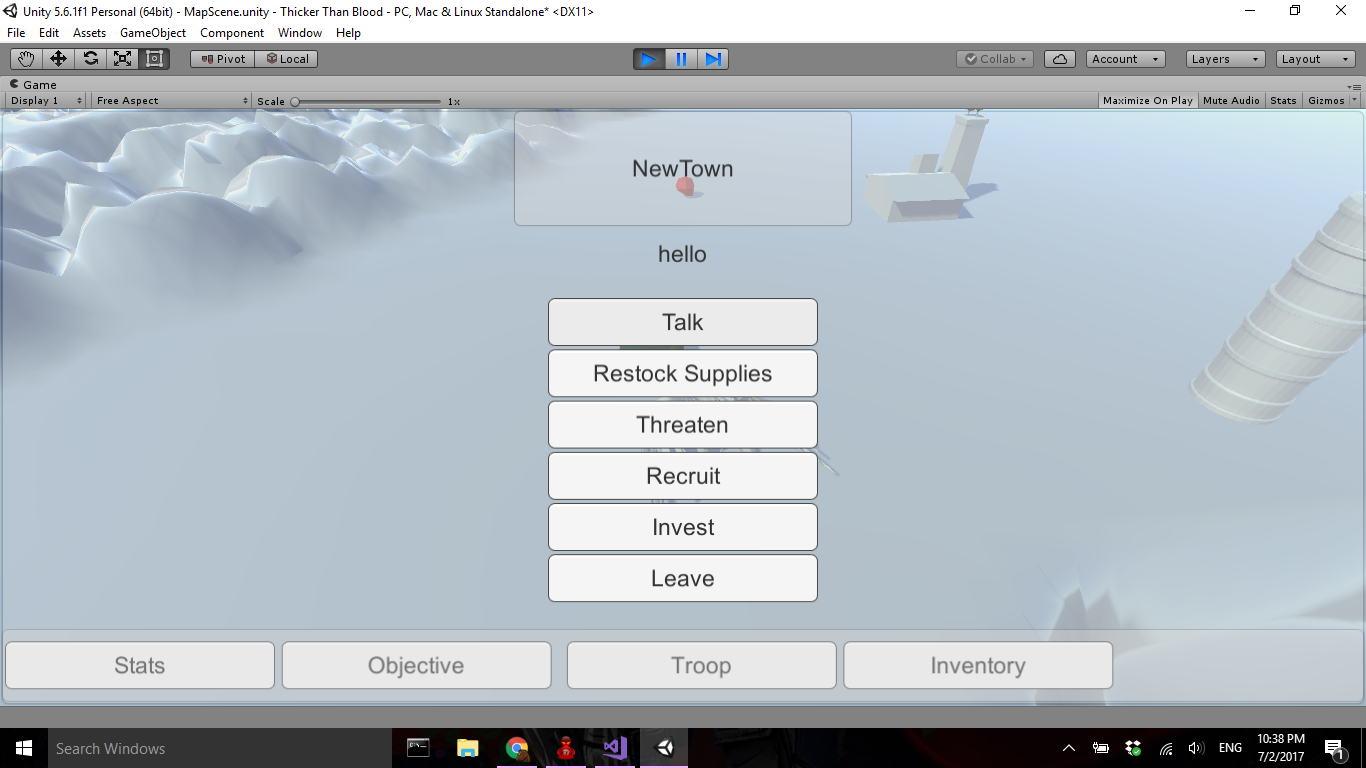 Unity 5.6.1f1 Personal (64bit) - MapScene.unity - Thicker Than Blood - PC, Mac & Linux Standalone* <DX11>
File Edit Assets GameObject Component Window Help
Pivot Local Collab Account Layers Layout
Game
Display 1 Free Aspect Scale 1x Maximize On Play Mute Audio Stats Gizmos
NewTown
hello
Talk
Restock Supplies
Threaten
Recruit
Invest
Leave
Stats Objective Troop Inventory
Search Windows ENG 10:38 PM
7/2/2017 1